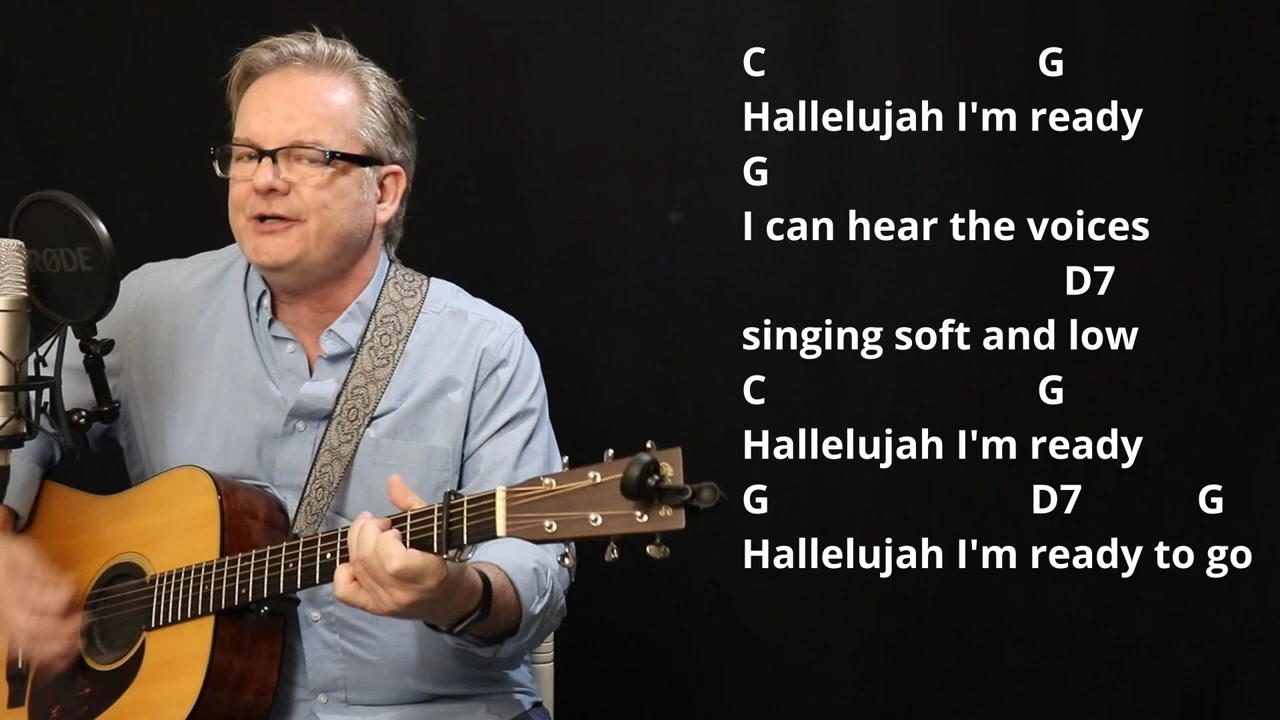 RØDE
C G
Hallelujah I'm ready
G
I can hear the voices
D7
singing soft and low
C G
Hallelujah I'm ready
G D7 G
Hallelujah I'm ready to go